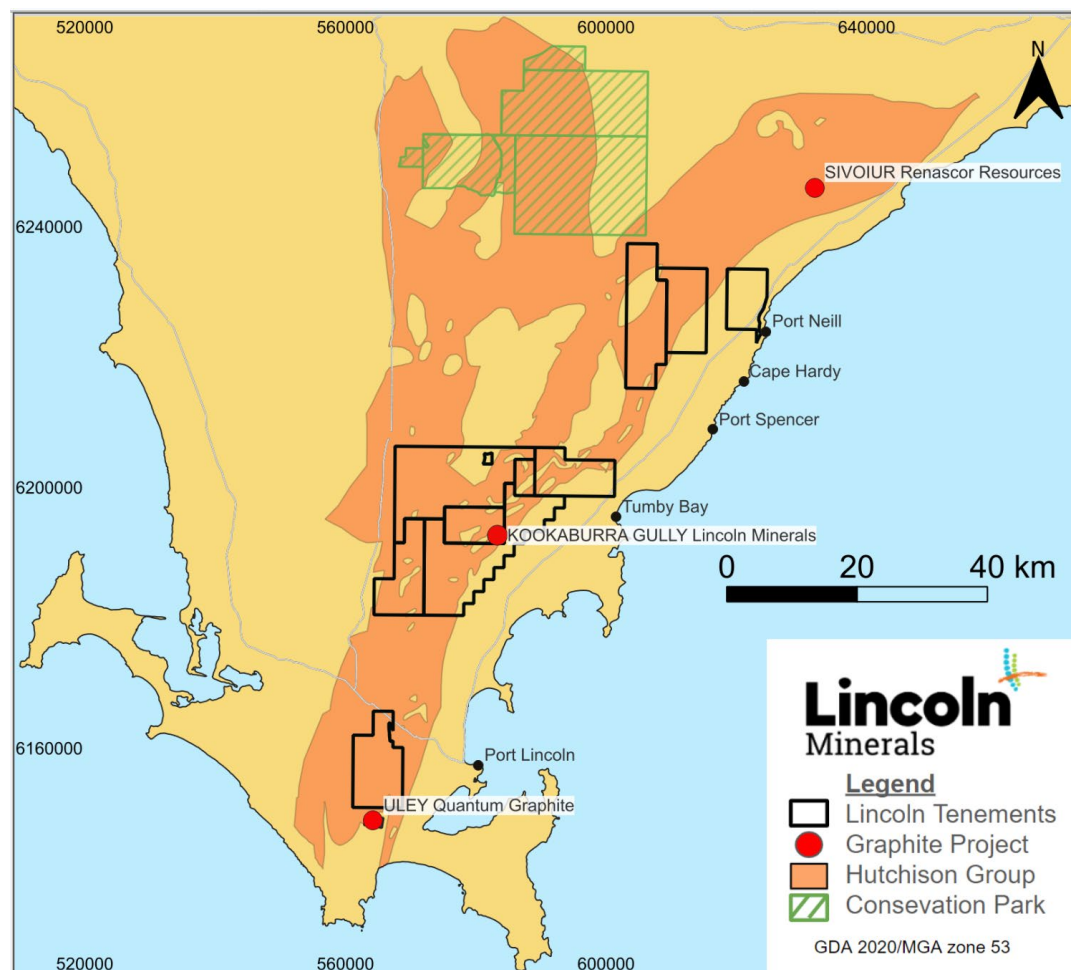 520000 560000 600000 640000
N
SIVOIUR Renascor Resources
6240000
Port Neill
Cape Hardy
Port Spencer
6200000
Tumby Bay
KOOKABURRA GULLY Lincoln Minerals
0 20 40 km
Lincoln
Minerals
6160000
Port Lincoln
Legend
ULEY Quantum Graphite
Lincoln Tenements
Graphite Project
Hutchison Group
Consevation Park
GDA 2020/MGA zone 53
520000 560000 600000